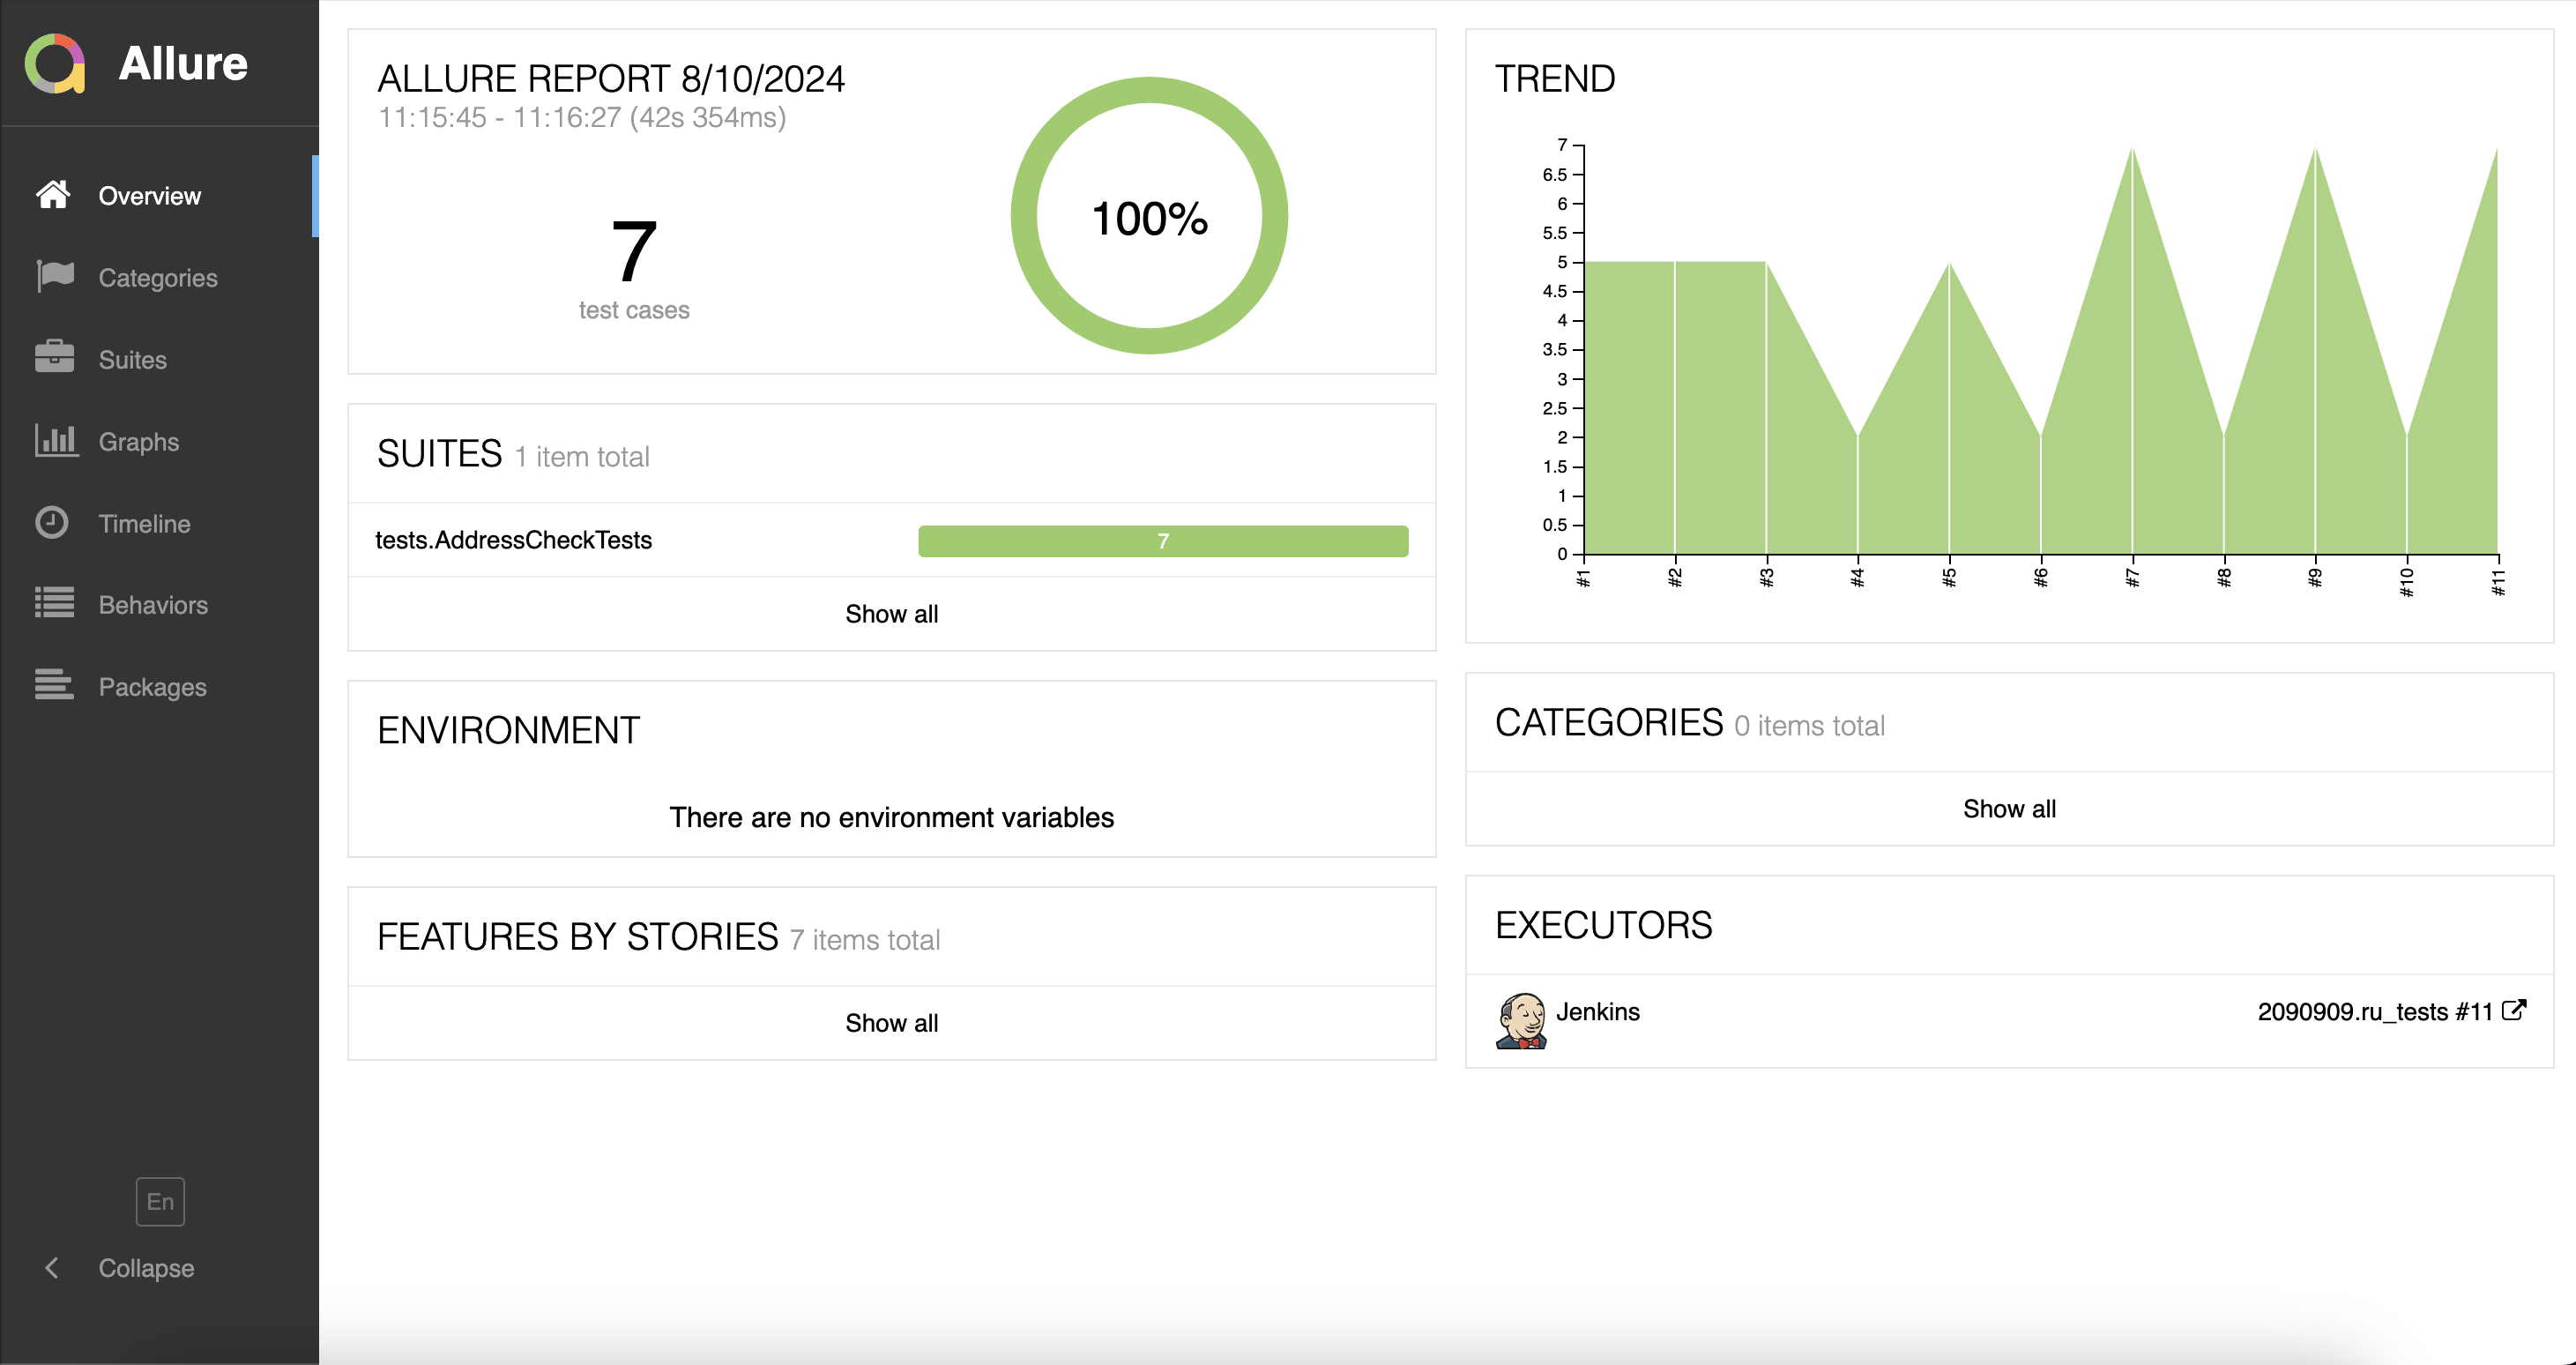 Allure
Overview
Categories
Suites
Graphs
Timeline
Behaviors
Packages
En
Collapse
ALLURE REPORT 8/10/2024
11:15:45 - 11:16:27 (42s 354ms)
7
test cases
100%
SUITES 1 item total
tests.AddressCheckTests 7
Show all
ENVIRONMENT
There are no environment variables
FEATURES BY STORIES 7 items total
Show all
TREND
7
6.5
6
5.5
5
4.5
4
3.5
3
2.5
2
1.5
1
0.5
0
#1 #2 #3 #4 #5 #6 #7 #8 #9 #10 #11
CATEGORIES 0 items total
Show all
EXECUTORS
Jenkins 2090909.ru_tests #11